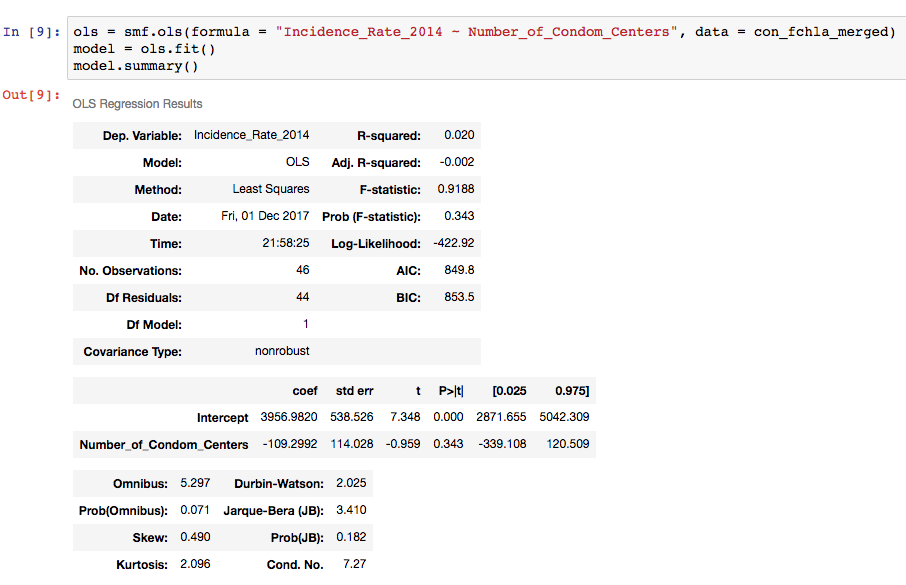 In [9]: ols = smf.ols(formula = "Incidence_Rate_2014 ~ Number_of_Condom_Centers", data = con_fchla_merged)
model = ols.fit()
model.summary()
Out[9]: OLS Regression Results
Dep. Variable: Incidence_Rate_2014 R-squared: 0.020
Model: OLS Adj. R-squared: -0.002
Method: Least Squares F-statistic: 0.9188
Date: Fri, 01 Dec 2017 Prob (F-statistic): 0.343
Time: 21:58:25 Log-Likelihood: -422.92
No. Observations: 46 AIC: 849.8
Df Residuals: 44 BIC: 853.5
Df Model: 1
Covariance Type: nonrobust
coef std err t P>|t| [0.025 0.975]
Intercept 3956.9820 538.526 7.348 0.000 2871.655 5042.309
Number_of_Condom_Centers -109.2992 114.028 -0.959 0.343 -339.108 120.509
Omnibus: 5.297 Durbin-Watson: 2.025
Prob(Omnibus): 0.071 Jarque-Bera (JB): 3.410
Skew: 0.490 Prob(JB): 0.182
Kurtosis: 2.096 Cond. No. 7.27